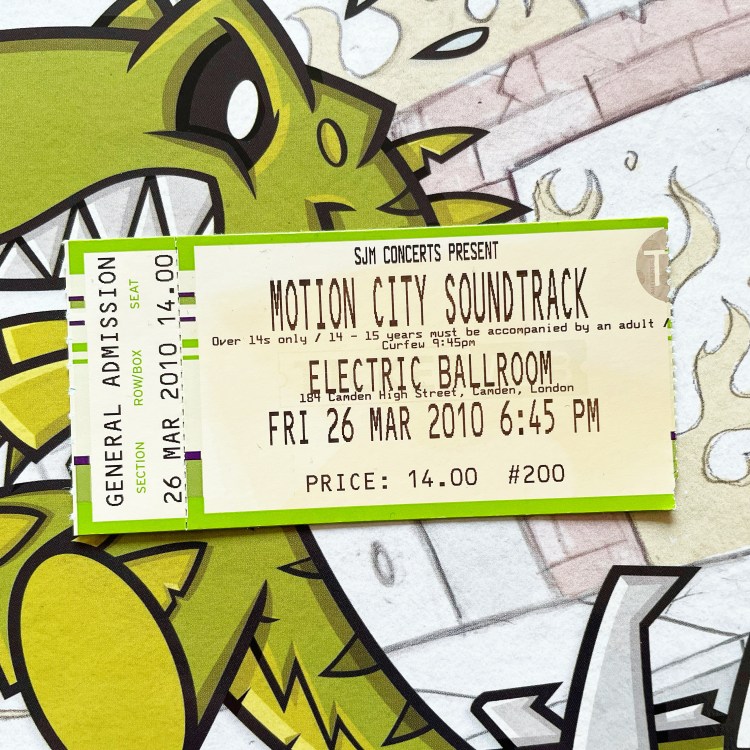 GENERAL ADMISSION
SECTION ROW/BOX SEAT
26 MAR 2010 14.00
SJM CONCERTS PRESENT
MOTION CITY SOUNDTRACK
Over 14s only / 14 - 15 years must be accompanied by an adult /
Curfew 9:45pm
ELECTRIC BALLROOM
184 Camden High Street, Camden, London
FRI 26 MAR 2010 6:45 PM
PRICE: 14.00 #200
T